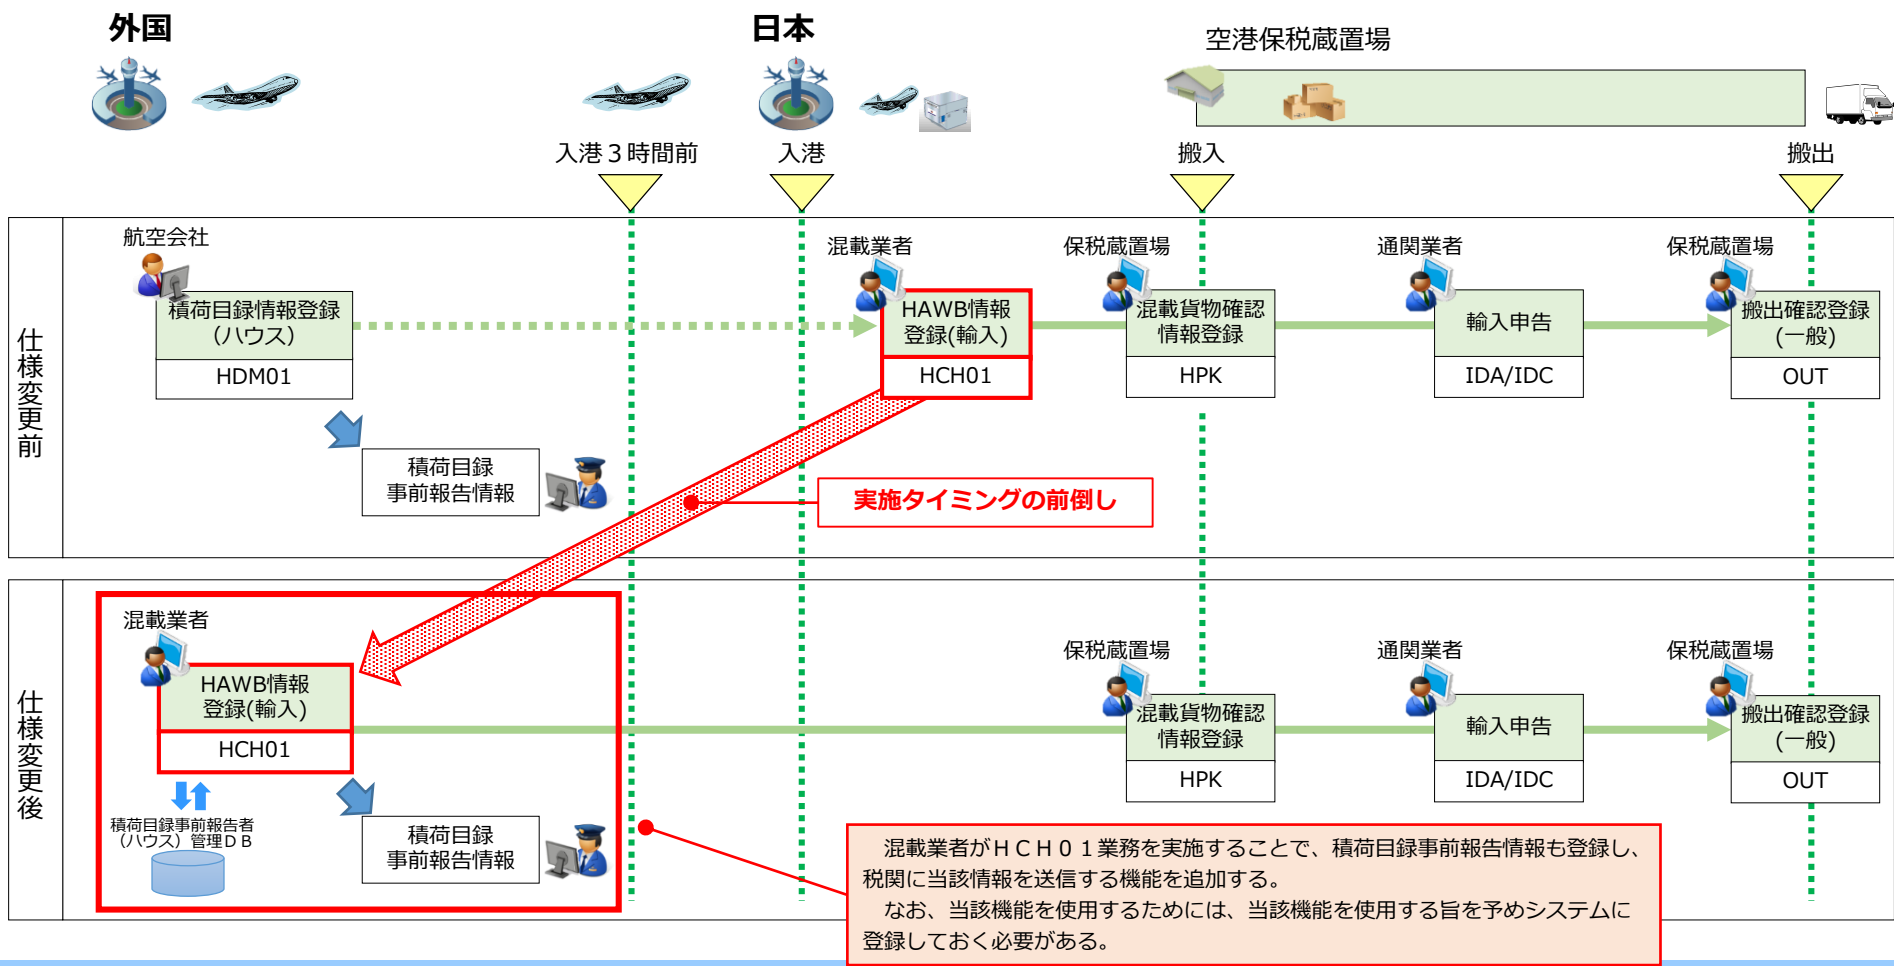 外国
日本
空港保税蔵置場
入港３時間前
入港
搬入
搬出
仕様変更前
航空会社
積荷目録情報登録
（ハウス）
HDM01
積荷目録
事前報告情報
混載業者
HAWB情報
登録(輸入)
HCH01
保税蔵置場
混載貨物確認
情報登録
HPK
通関業者
輸入申告
IDA/IDC
保税蔵置場
搬出確認登録
(一般)
OUT
実施タイミングの前倒し
仕様変更後
混載業者
HAWB情報
登録(輸入)
HCH01
積荷目録事前報告者
（ハウス）管理ＤＢ
積荷目録
事前報告情報
保税蔵置場
混載貨物確認
情報登録
HPK
通関業者
輸入申告
IDA/IDC
保税蔵置場
搬出確認登録
(一般)
OUT
混載業者がＨＣＨ０１業務を実施することで、積荷目録事前報告情報も登録し、
税関に当該情報を送信する機能を追加する。
なお、当該機能を使用するためには、当該機能を使用する旨を予めシステムに
登録しておく必要がある。